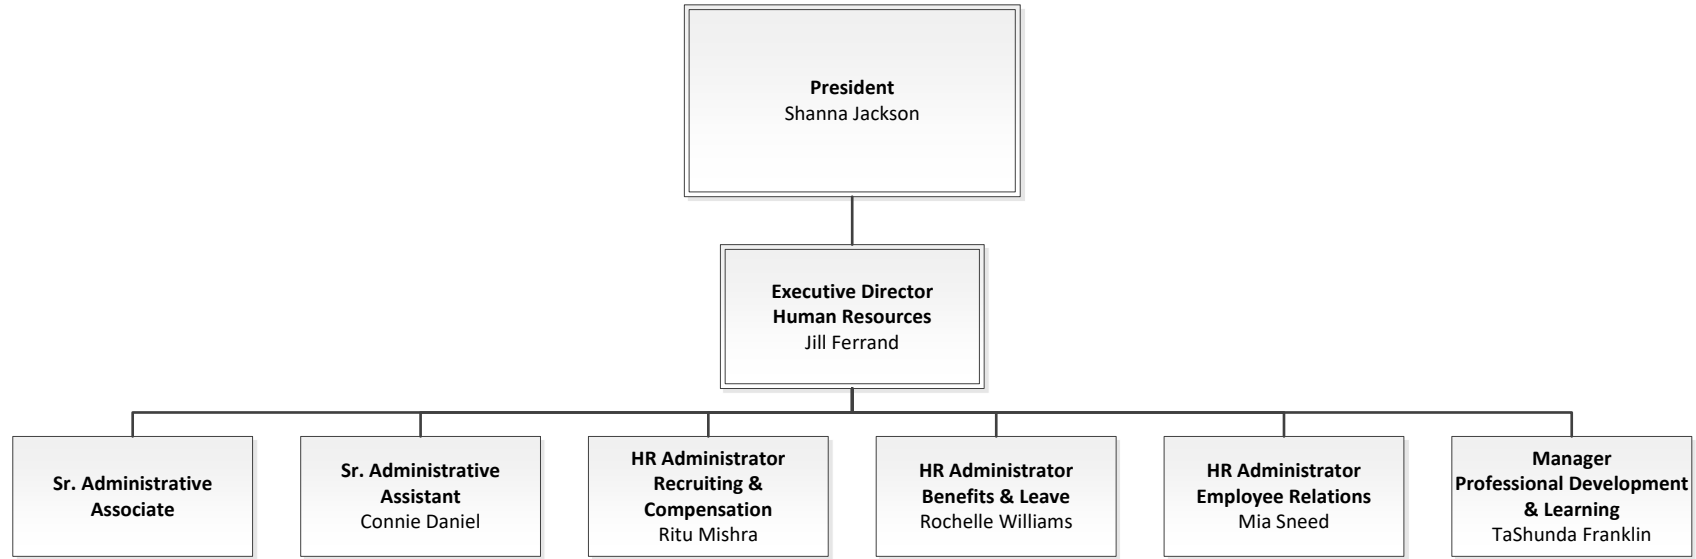 President
Shanna Jackson
Executive Director
Human Resources
Jill Ferrand
Sr. Administrative
Associate
Sr. Administrative
Assistant
Connie Daniel
HR Administrator
Recruiting &
Compensation
Ritu Mishra
HR Administrator
Benefits & Leave
Rochelle Williams
HR Administrator
Employee Relations
Mia Sneed
Manager
Professional Development
& Learning
TaShunda Franklin